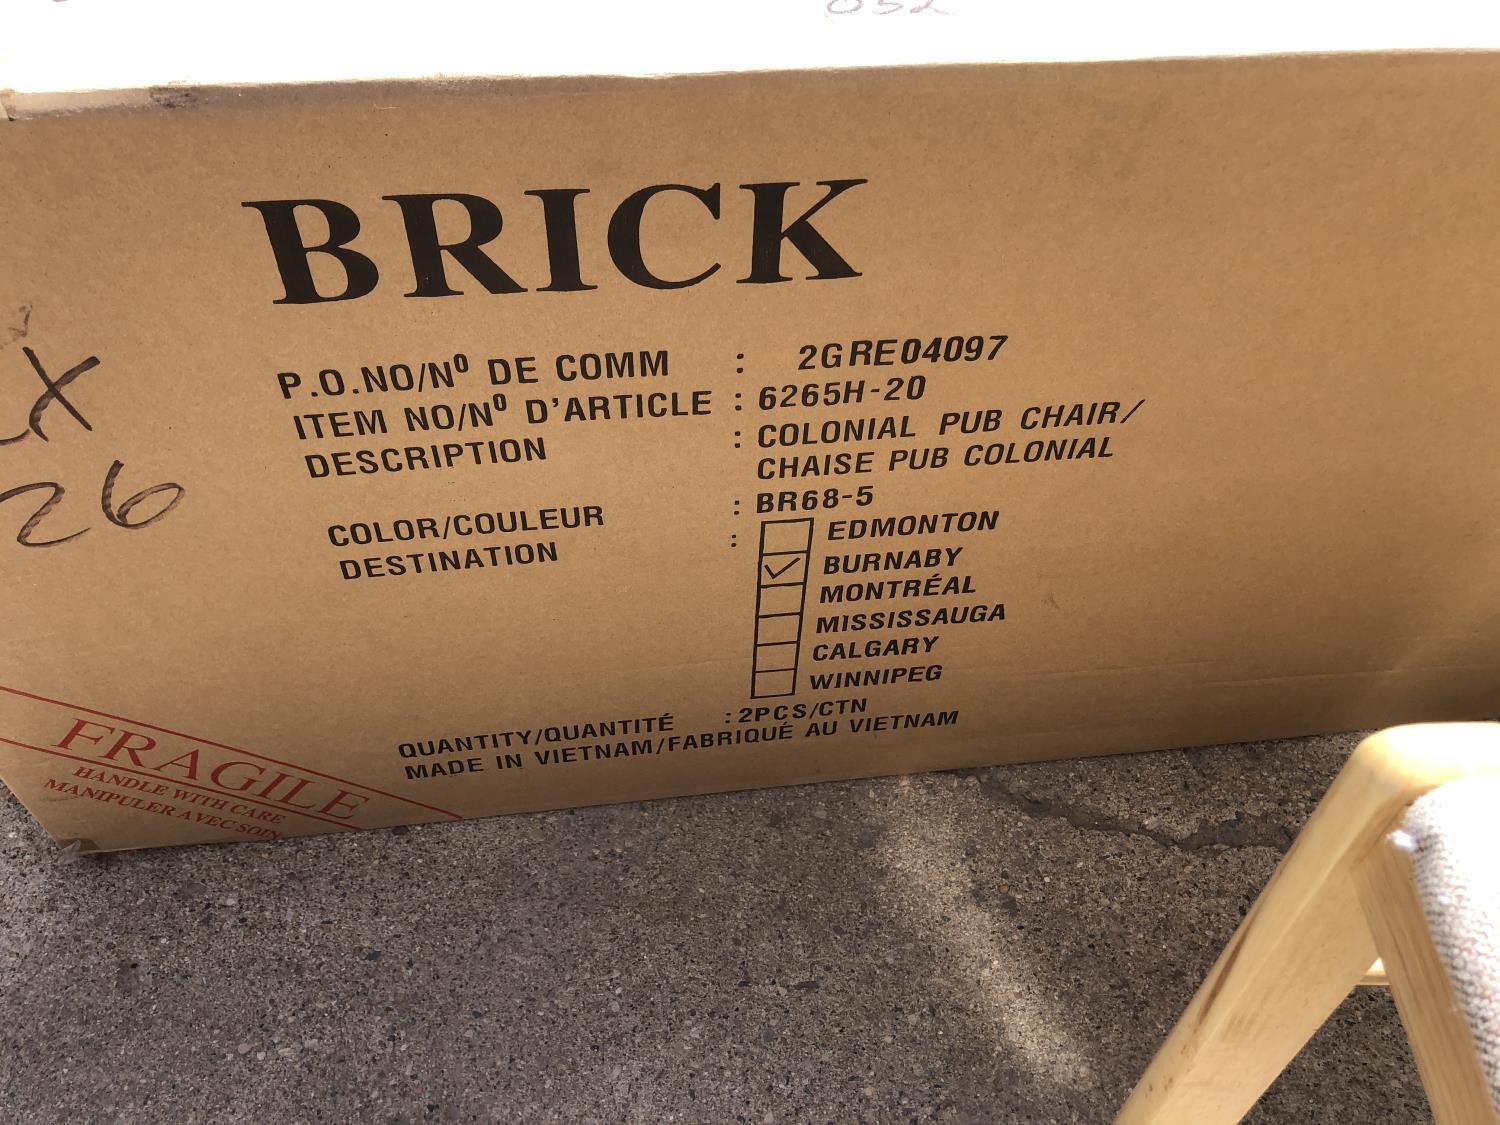 052
BRICK
P.O.NO/Nº DE COMM : 2GRE04097
ITEM NO/Nº D'ARTICLE : 6265H-20
DESCRIPTION : COLONIAL PUB CHAIR/
CHAISE PUB COLONIAL
COLOR/COULEUR : BR68-5
DESTINATION : EDMONTON
BURNABY
MONTRÉAL
MISSISSAUGA
CALGARY
WINNIPEG
QUANTITY/QUANTITÉ : 2PCS/CTN
MADE IN VIETNAM/FABRIQUÉ AU VIETNAM
26
FRAGILE
HANDLE WITH CARE
MANIPULER AVEC SOIN